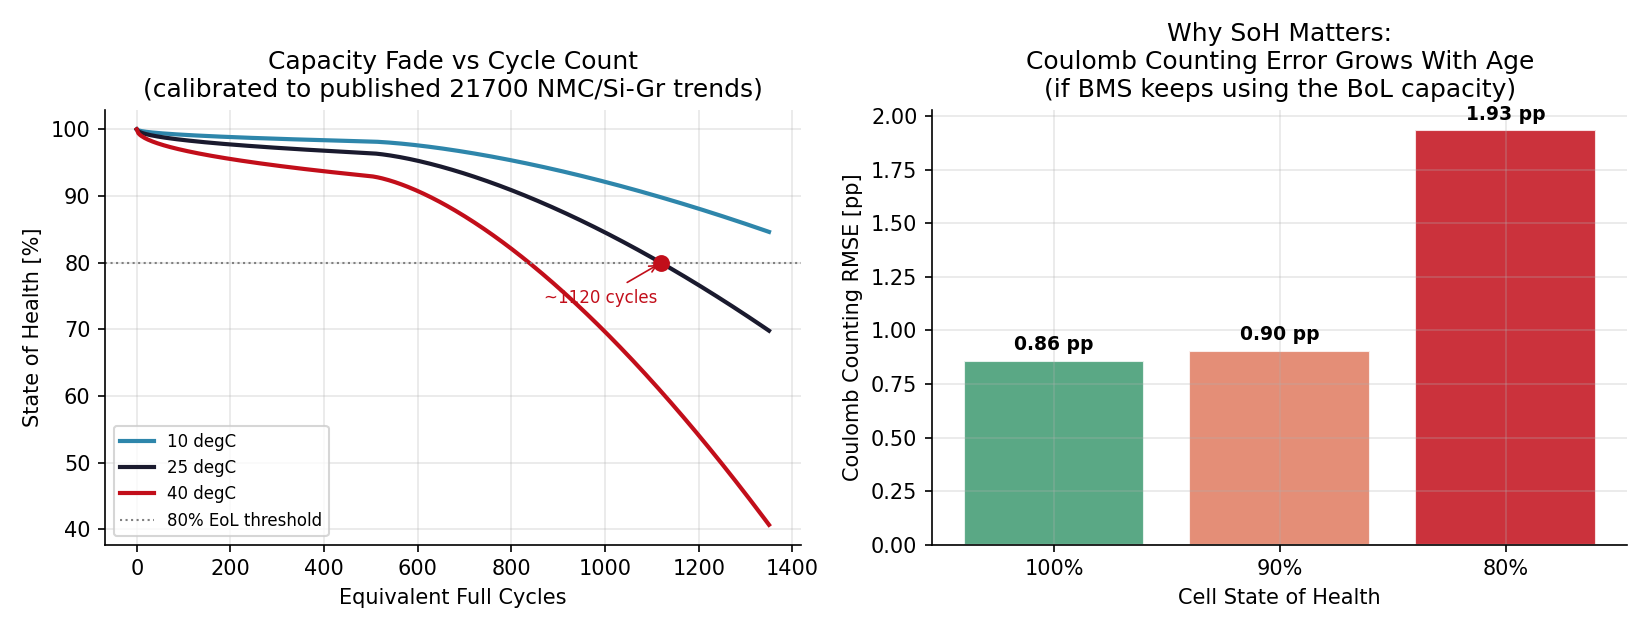 Capacity Fade vs Cycle Count
(calibrated to published 21700 NMC/Si-Gr trends)
State of Health [%]
100
90
80
70
60
50
40
~1120 cycles
10 degC
25 degC
40 degC
80% EoL threshold
0 200 400 600 800 1000 1200 1400
Equivalent Full Cycles
Why SoH Matters:
Coulomb Counting Error Grows With Age
(if BMS keeps using the BoL capacity)
Coulomb Counting RMSE [pp]
2.00
1.75
1.50
1.25
1.00
0.75
0.50
0.25
0.00
0.86 pp
0.90 pp
1.93 pp
100% 90% 80%
Cell State of Health